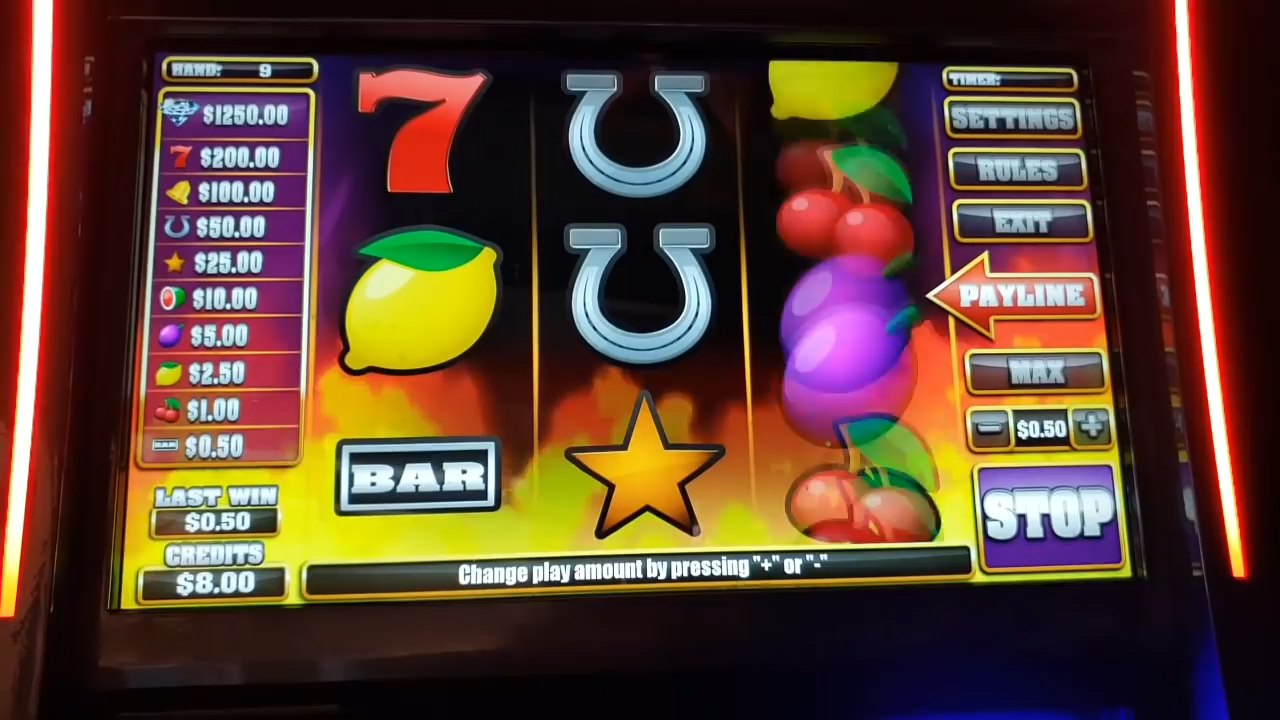 HAND: 9
$1250.00
7 $200.00
$100.00
$50.00
$25.00
$10.00
$5.00
$2.50
$1.00
BAR $0.50
LAST WIN
$0.50
CREDITS
$8.00
7
BAR
Change play amount by pressing "+" or "-"
TIMER:
SETTINGS
RULES
EXIT
PAYLINE
MAX
- $0.50 +
STOP